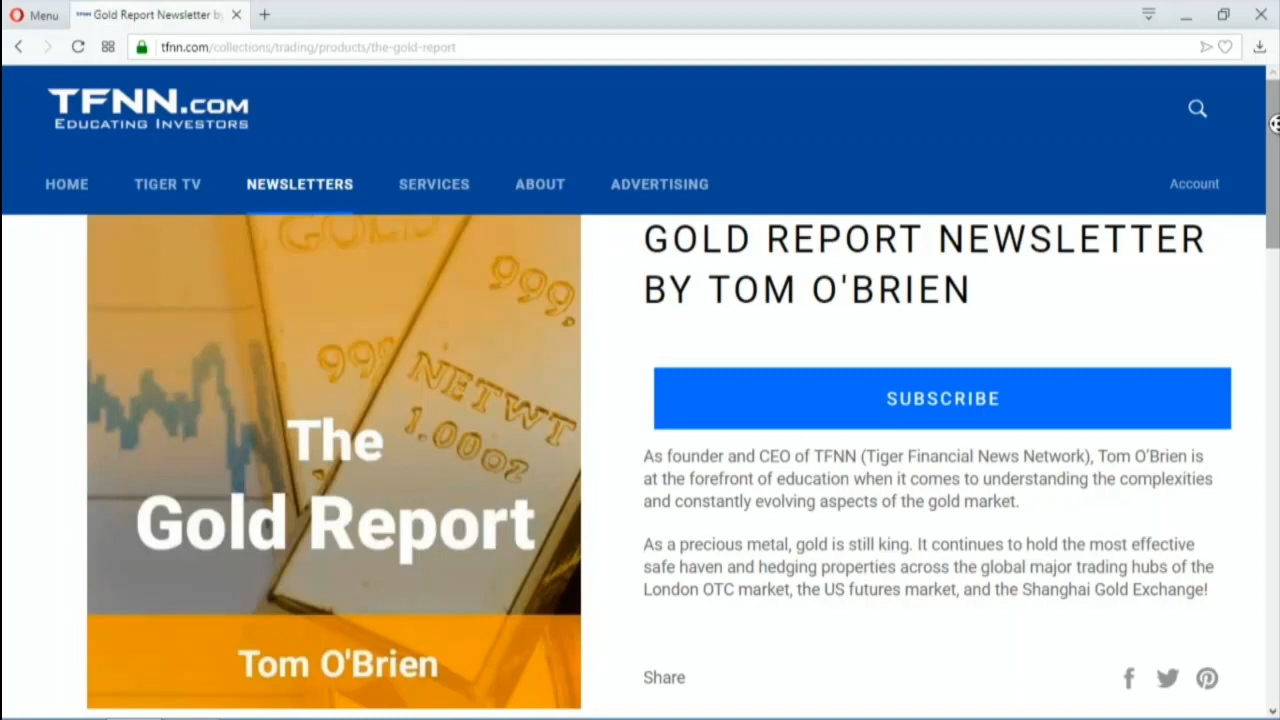 Menu
Gold Report Newsletter by
tfnn.com/collections/trading/products/the-gold-report
TFNN.COM
EDUCATING INVESTORS
HOME TIGER TV NEWSLETTERS SERVICES ABOUT ADVERTISING Account
GOLD
999,
999
NETWT
1.00OZ
The
Gold Report
Tom O'Brien
GOLD REPORT NEWSLETTER
BY TOM O'BRIEN
SUBSCRIBE
As founder and CEO of TFNN (Tiger Financial News Network), Tom O'Brien is
at the forefront of education when it comes to understanding the complexities
and constantly evolving aspects of the gold market.
As a precious metal, gold is still king. It continues to hold the most effective
safe haven and hedging properties across the global major trading hubs of the
London OTC market, the US futures market, and the Shanghai Gold Exchange!
Share